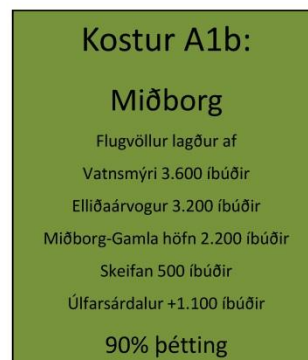 Kostur A1b:
Miðborg
Flugvöllur lagður af
Vatnsmýri 3.600 íbúðir
Elliðaárvogur 3.200 íbúðir
Miðborg-Gamla höfn 2.200 íbúðir
Skeifan 500 íbúðir
Úlfarsárdalur +1.100 íbúðir
90% þétting